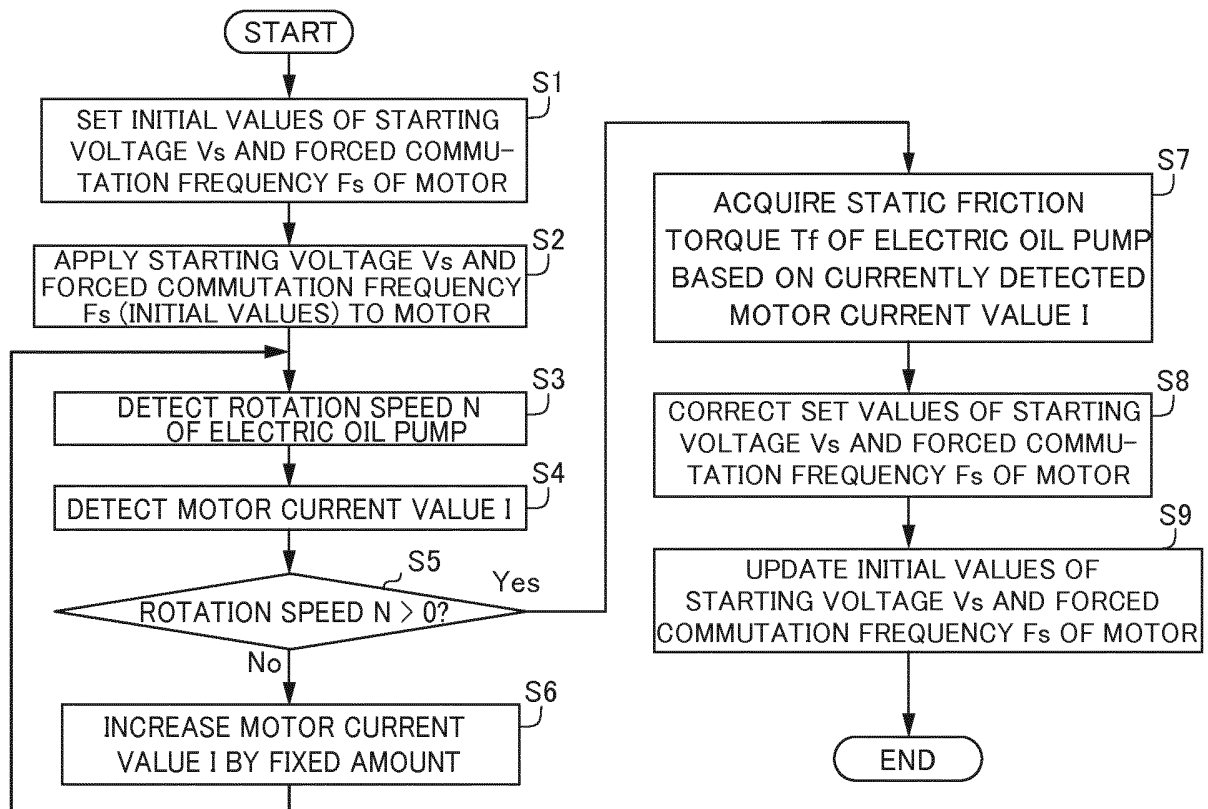 START
S1
SET INITIAL VALUES OF STARTING
VOLTAGE Vs AND FORCED COMMU-
TATION FREQUENCY Fs OF MOTOR
S2
APPLY STARTING VOLTAGE Vs AND
FORCED COMMUTATION FREQUENCY
Fs (INITIAL VALUES) TO MOTOR
S3
DETECT ROTATION SPEED N
OF ELECTRIC OIL PUMP
S4
DETECT MOTOR CURRENT VALUE I
S5
ROTATION SPEED N > 0?
Yes
No
S6
INCREASE MOTOR CURRENT
VALUE I BY FIXED AMOUNT
S7
ACQUIRE STATIC FRICTION
TORQUE Tf OF ELECTRIC OIL PUMP
BASED ON CURRENTLY DETECTED
MOTOR CURRENT VALUE I
S8
CORRECT SET VALUES OF STARTING
VOLTAGE Vs AND FORCED COMMU-
TATION FREQUENCY Fs OF MOTOR
S9
UPDATE INITIAL VALUES OF
STARTING VOLTAGE Vs AND FORCED
COMMUTATION FREQUENCY Fs OF MOTOR
END